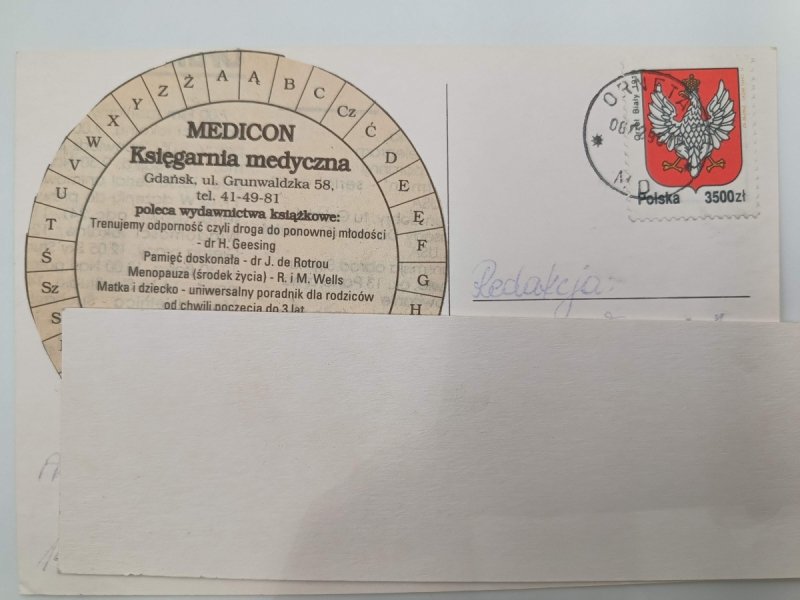 S
Sz
Ś
T
U
V
W
X
Y
Z
Ż
A
Ą
B
C
Cz
Ć
D
E
Ę
F
G
H
MEDICON
Księgarnia medyczna
Gdańsk, ul. Grunwaldzka 58,
tel. 41-49-81
poleca wydawnictwa książkowe:
Trenujemy odporność czyli droga do ponownej młodości
- dr H. Geesing
Pamięć doskonała - dr J. de Rotrou
Menopauza (środek życia) - R. i M. Wells
Matka i dziecko - uniwersalny poradnik dla rodziców
od chwili poczęcia do 3 lat
ORNETA
Polska 3500zł
Redakcja: